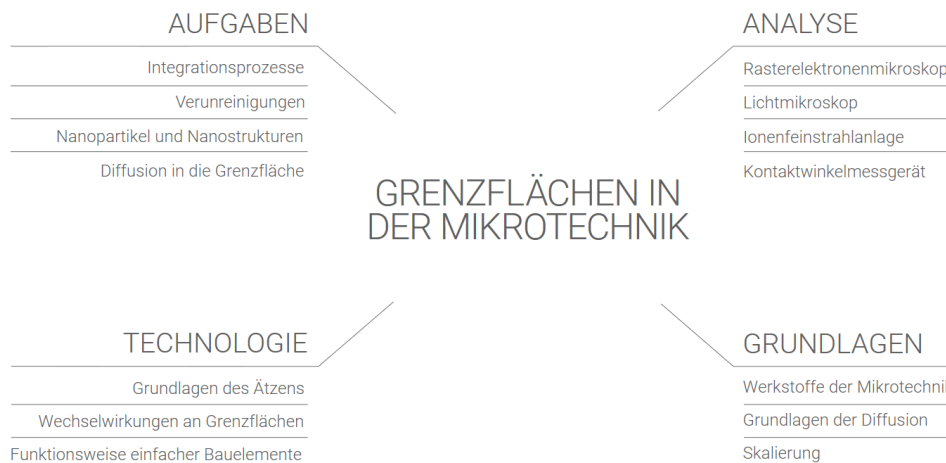 AUFGABEN
Integrationsprozesse
Verunreinigungen
Nanopartikel und Nanostrukturen
Diffusion in die Grenzfläche
ANALYSE
Rasterelektronenmikroskop
Lichtmikroskop
Ionenfeinstrahlanlage
Kontaktwinkelmessgerät
GRENZFLÄCHEN IN
DER MIKROTECHNIK
TECHNOLOGIE
Grundlagen des Ätzens
Wechselwirkungen an Grenzflächen
Funktionsweise einfacher Bauelemente
GRUNDLAGEN
Werkstoffe der Mikrotechnik
Grundlagen der Diffusion
Skalierung